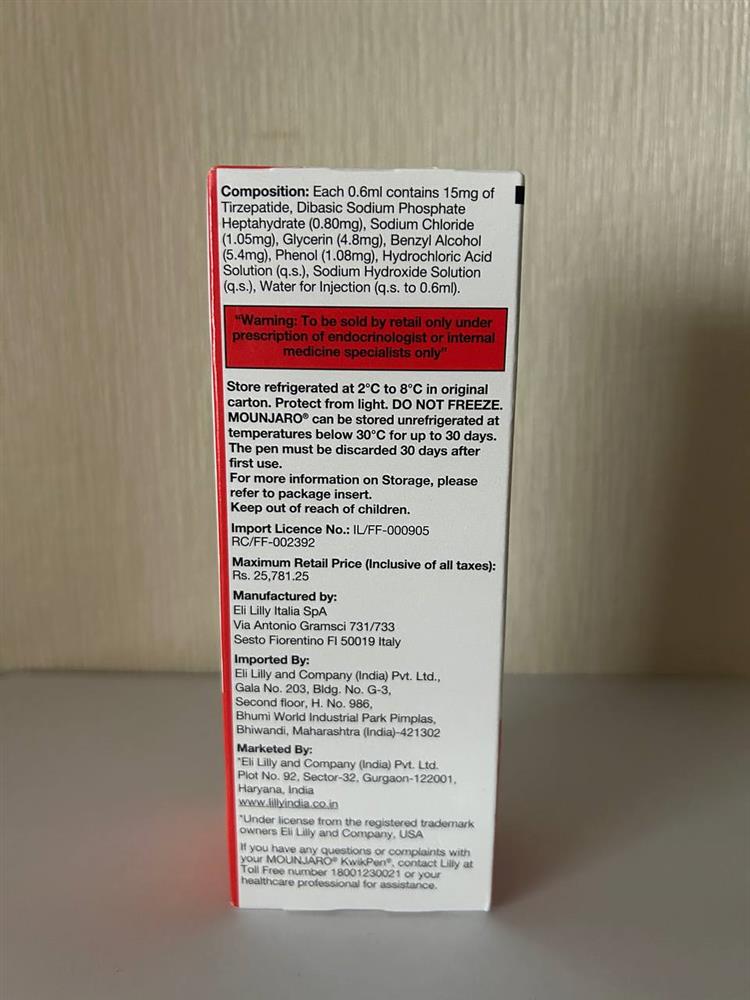 Composition: Each 0.6ml contains 15mg of
Tirzepatide, Dibasic Sodium Phosphate
Heptahydrate (0.80mg), Sodium Chloride
(1.05mg), Glycerin (4.8mg), Benzyl Alcohol
(5.4mg), Phenol (1.08mg), Hydrochloric Acid
Solution (q.s.), Sodium Hydroxide Solution
(q.s.), Water for Injection (q.s. to 0.6ml).
"Warning: To be sold by retail only under
prescription of endocrinologist or internal
medicine specialists only"
Store refrigerated at 2°C to 8°C in original
carton. Protect from light. DO NOT FREEZE.
MOUNJARO® can be stored unrefrigerated at
temperatures below 30°C for up to 30 days.
The pen must be discarded 30 days after
first use.
For more information on Storage, please
refer to package insert.
Keep out of reach of children.
Import Licence No.: IL/FF-000905
RC/FF-002392
Maximum Retail Price (Inclusive of all taxes):
Rs. 25,781.25
Manufactured by:
Eli Lilly Italia SpA
Via Antonio Gramsci 731/733
Sesto Fiorentino FI 50019 Italy
Imported By:
Eli Lilly and Company (India) Pvt. Ltd.,
Gala No. 203, Bldg. No. G-3,
Second floor, H. No. 986,
Bhumi World Industrial Park Pimplas,
Bhiwandi, Maharashtra (India)-421302
Marketed By:
*Eli Lilly and Company (India) Pvt. Ltd.
Plot No. 92, Sector-32, Gurgaon-122001,
Haryana, India
www.lillyindia.co.in
*Under license from the registered trademark
owners Eli Lilly and Company, USA
If you have any questions or complaints with
your MOUNJARO® KwikPen®, contact Lilly at
Toll Free number 18001230021 or your
healthcare professional for assistance.